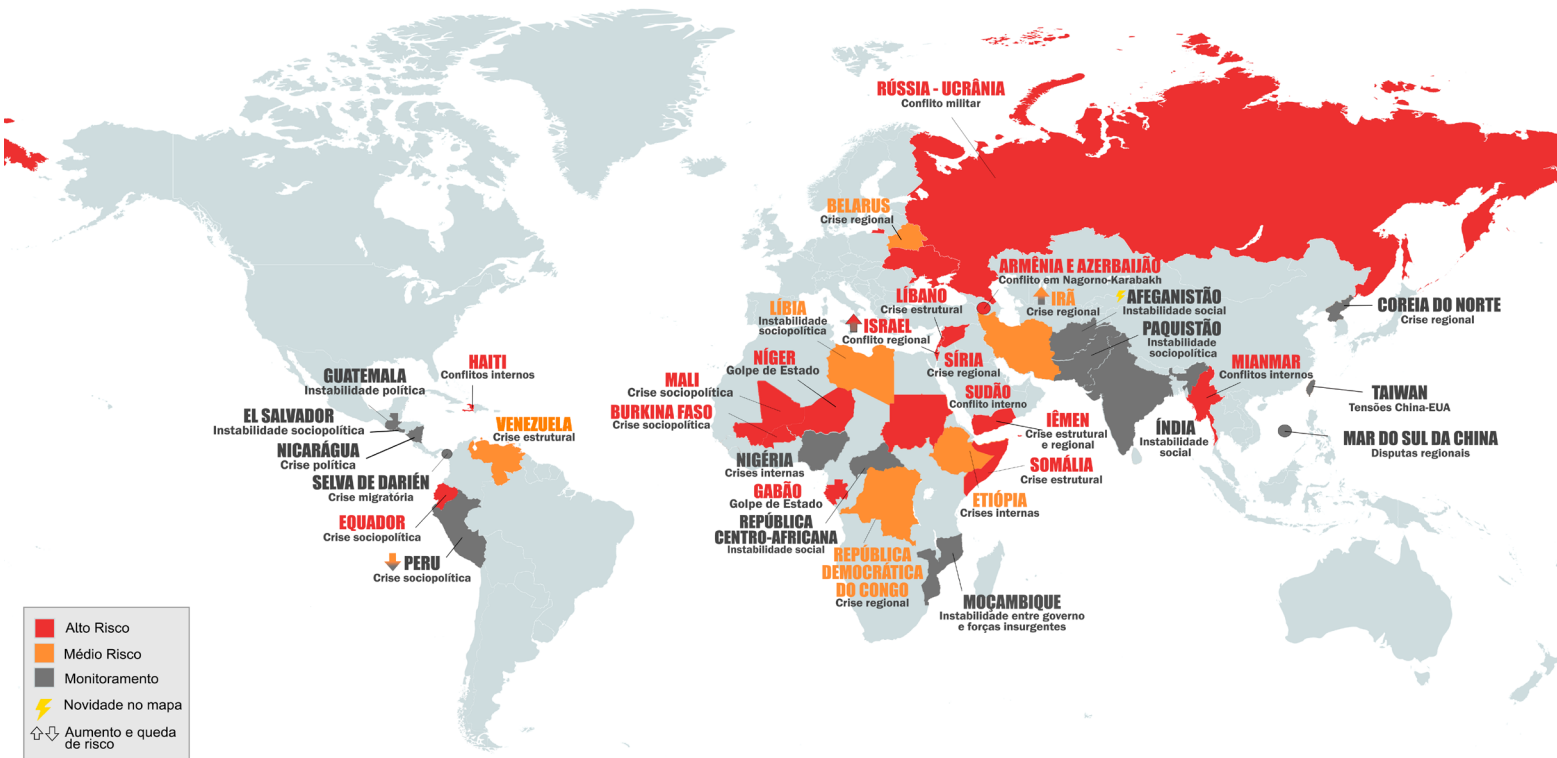 RÚSSIA - UCRÂNIA
Conflito militar
BELARUS
Crise regional
ARMÊNIA E AZERBAIJÃO
Conflito em Nagorno-Karabakh
LÍBANO
Crise estrutural
IRÃ
Crise regional
AFEGANISTÃO
Instabilidade social
COREIA DO NORTE
Crise regional
LÍBIA
Instabilidade
sociopolítica
ISRAEL
Conflito regional
PAQUISTÃO
Instabilidade
sociopolítica
NÍGER
Golpe de Estado
SÍRIA
Crise regional
MIANMAR
Conflitos internos
HAITI
Conflitos internos
GUATEMALA
Instabilidade política
MALI
Crise sociopolítica
SUDÃO
Conflito interno
TAIWAN
Tensões China-EUA
EL SALVADOR
Instabilidade sociopolítica
BURKINA FASO
Crise sociopolítica
IÊMEN
Crise estrutural
e regional
VENEZUELA
Crise estrutural
ÍNDIA
Instabilidade
social
MAR DO SUL DA CHINA
Disputas regionais
NICARÁGUA
Crise política
NIGÉRIA
Crises internas
SOMÁLIA
Crise estrutural
SELVA DE DARIÉN
Crise migratória
GABÃO
Golpe de Estado
ETIÓPIA
Crises internas
EQUADOR
Crise sociopolítica
REPÚBLICA
CENTRO-AFRICANA
Instabilidade social
PERU
Crise sociopolítica
REPÚBLICA
DEMOCRÁTICA
DO CONGO
Crise regional
MOÇAMBIQUE
Instabilidade entre governo
e forças insurgentes
Alto Risco
Médio Risco
Monitoramento
Novidade no mapa
Aumento e queda
de risco